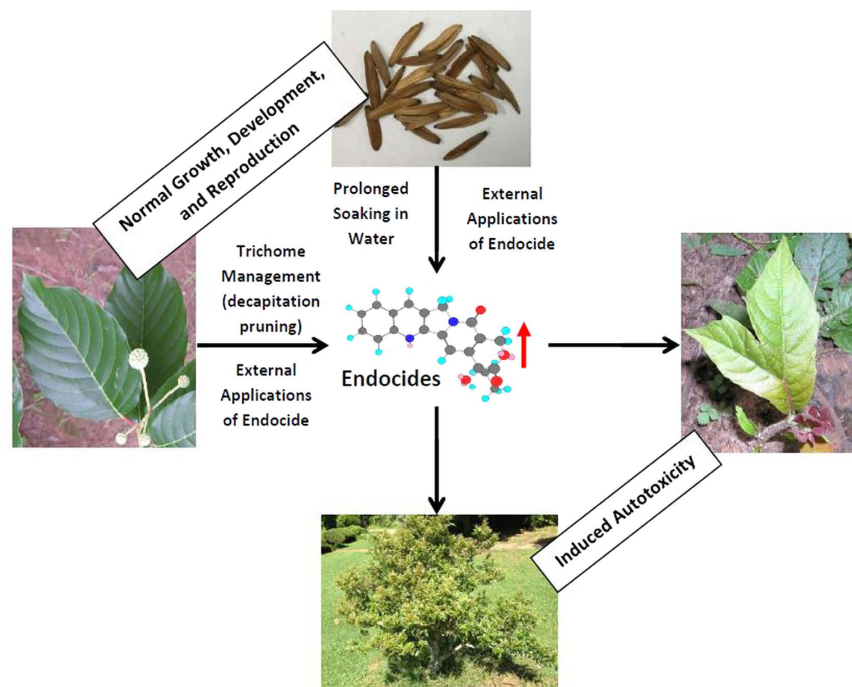 Normal Growth, Development,
and Reproduction
Prolonged
Soaking in
Water
External
Applications
of Endocide
Trichome
Management
(decapitation
pruning)
External
Applications
of Endocide
Endocides
Induced Autotoxicity